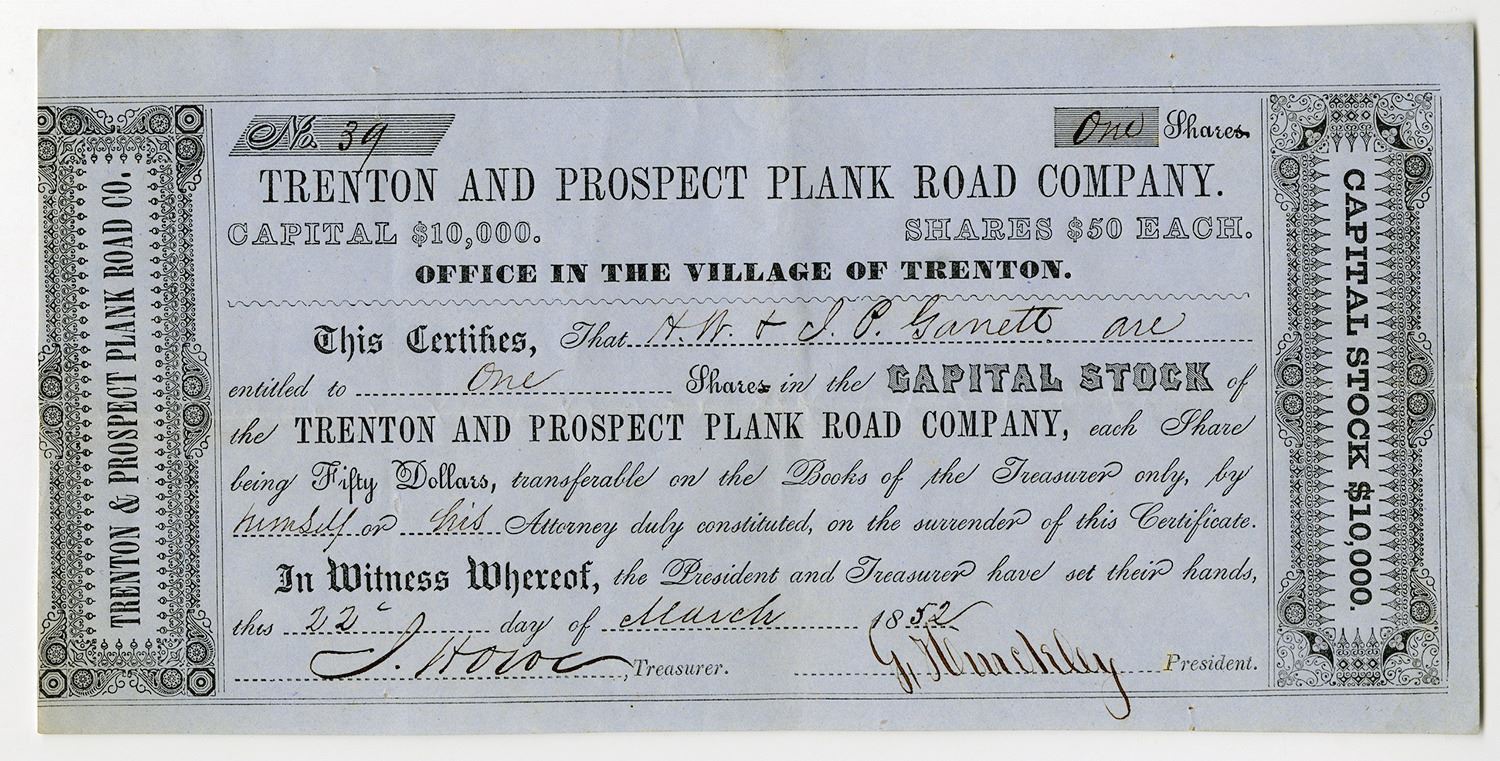 TRENTON & PROSPECT PLANK ROAD CO.
No. 39
One Shares
TRENTON AND PROSPECT PLANK ROAD COMPANY.
CAPITAL $10,000. SHARES $50 EACH.
OFFICE IN THE VILLAGE OF TRENTON.
This Certifies, That H. W. & J. P. Garrett are
entitled to One Shares in the CAPITAL STOCK of
the TRENTON AND PROSPECT PLANK ROAD COMPANY, each Share
being Fifty Dollars, transferable on the Books of the Treasurer only, by
himself or his Attorney duly constituted, on the surrender of this Certificate.
In Witness Whereof, the President and Treasurer have set their hands,
this 22 day of March 1852
J. Howe, Treasurer. G. Hinckley President.
CAPITAL STOCK $10,000.